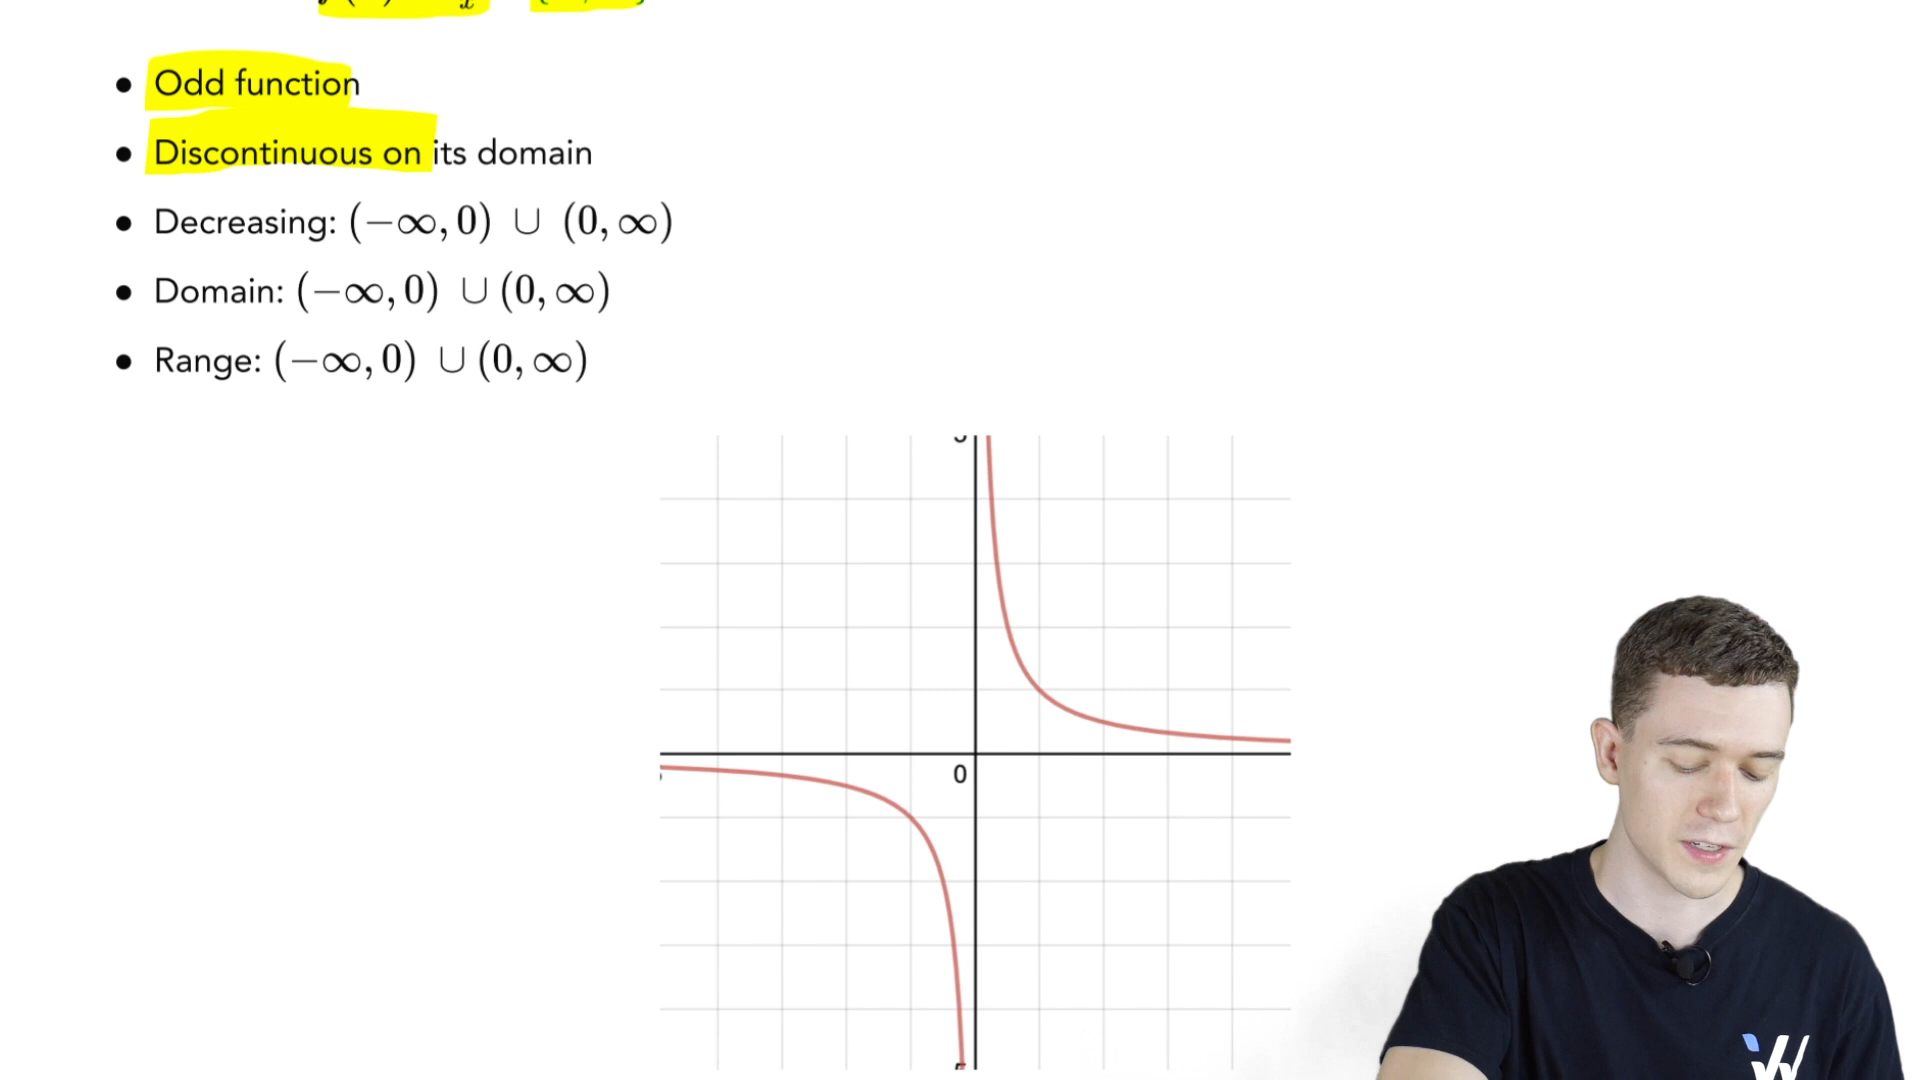 • Odd function
• Discontinuous on its domain
• Decreasing: (−∞, 0) ∪ (0, ∞)
• Domain: (−∞, 0) ∪ (0, ∞)
• Range: (−∞, 0) ∪ (0, ∞)
0